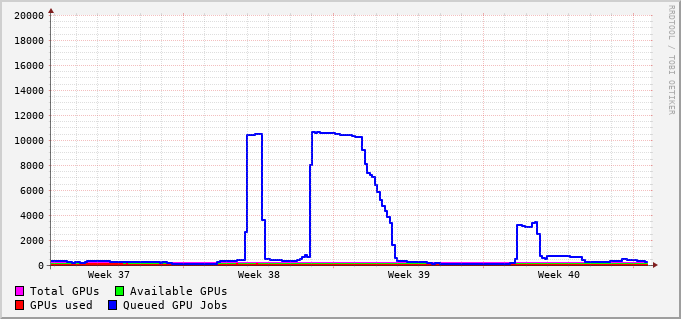 20000
18000
16000
14000
12000
10000
8000
6000
4000
2000
0
Week 37 Week 38 Week 39 Week 40
Total GPUs Available GPUs
GPUs used Queued GPU Jobs
RRDTOOL / TOBI OETIKER